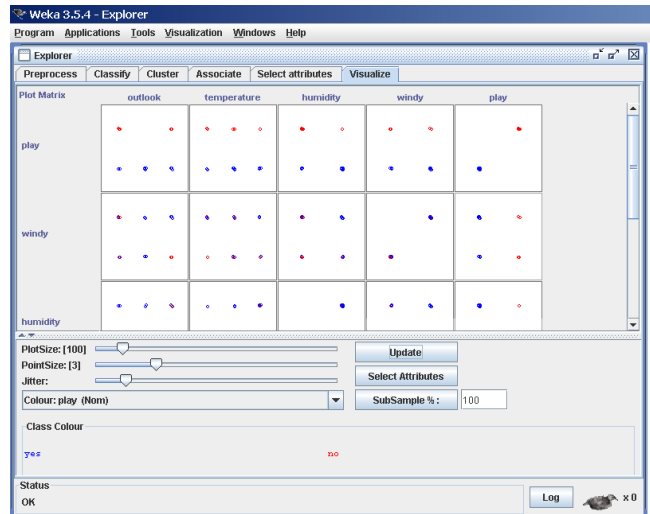 Weka 3.5.4 - Explorer
Program Applications Tools Visualization Windows Help
Explorer
Preprocess Classify Cluster Associate Select attributes Visualize
Plot Matrix outlook temperature humidity windy play
play
windy
humidity
PlotSize: [100]
Update
PointSize: [3]
Select Attributes
Jitter:
Colour: play (Nom)
SubSample % : 100
Class Colour
yes no
Status
OK
Log x 0